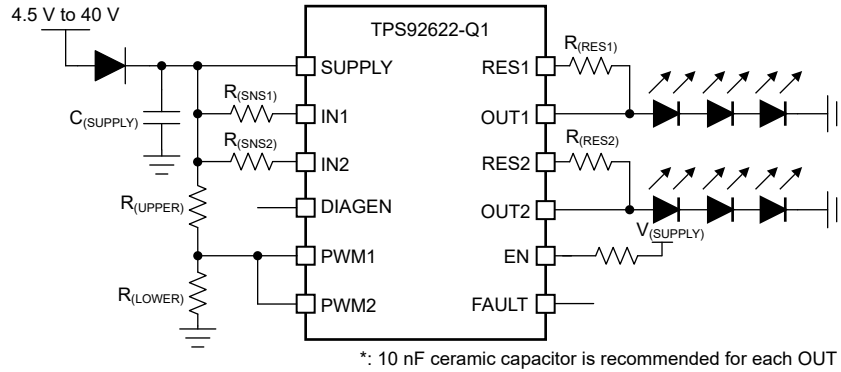 4.5 V to 40 V
TPS92622-Q1
SUPPLY
RES1
R(RES1)
R(SNS1)
C(SUPPLY)
IN1
OUT1
R(SNS2)
R(RES2)
IN2
RES2
R(UPPER)
DIAGEN
OUT2
V(SUPPLY)
PWM1
EN
R(LOWER)
PWM2
FAULT
*: 10 nF ceramic capacitor is recommended for each OUT